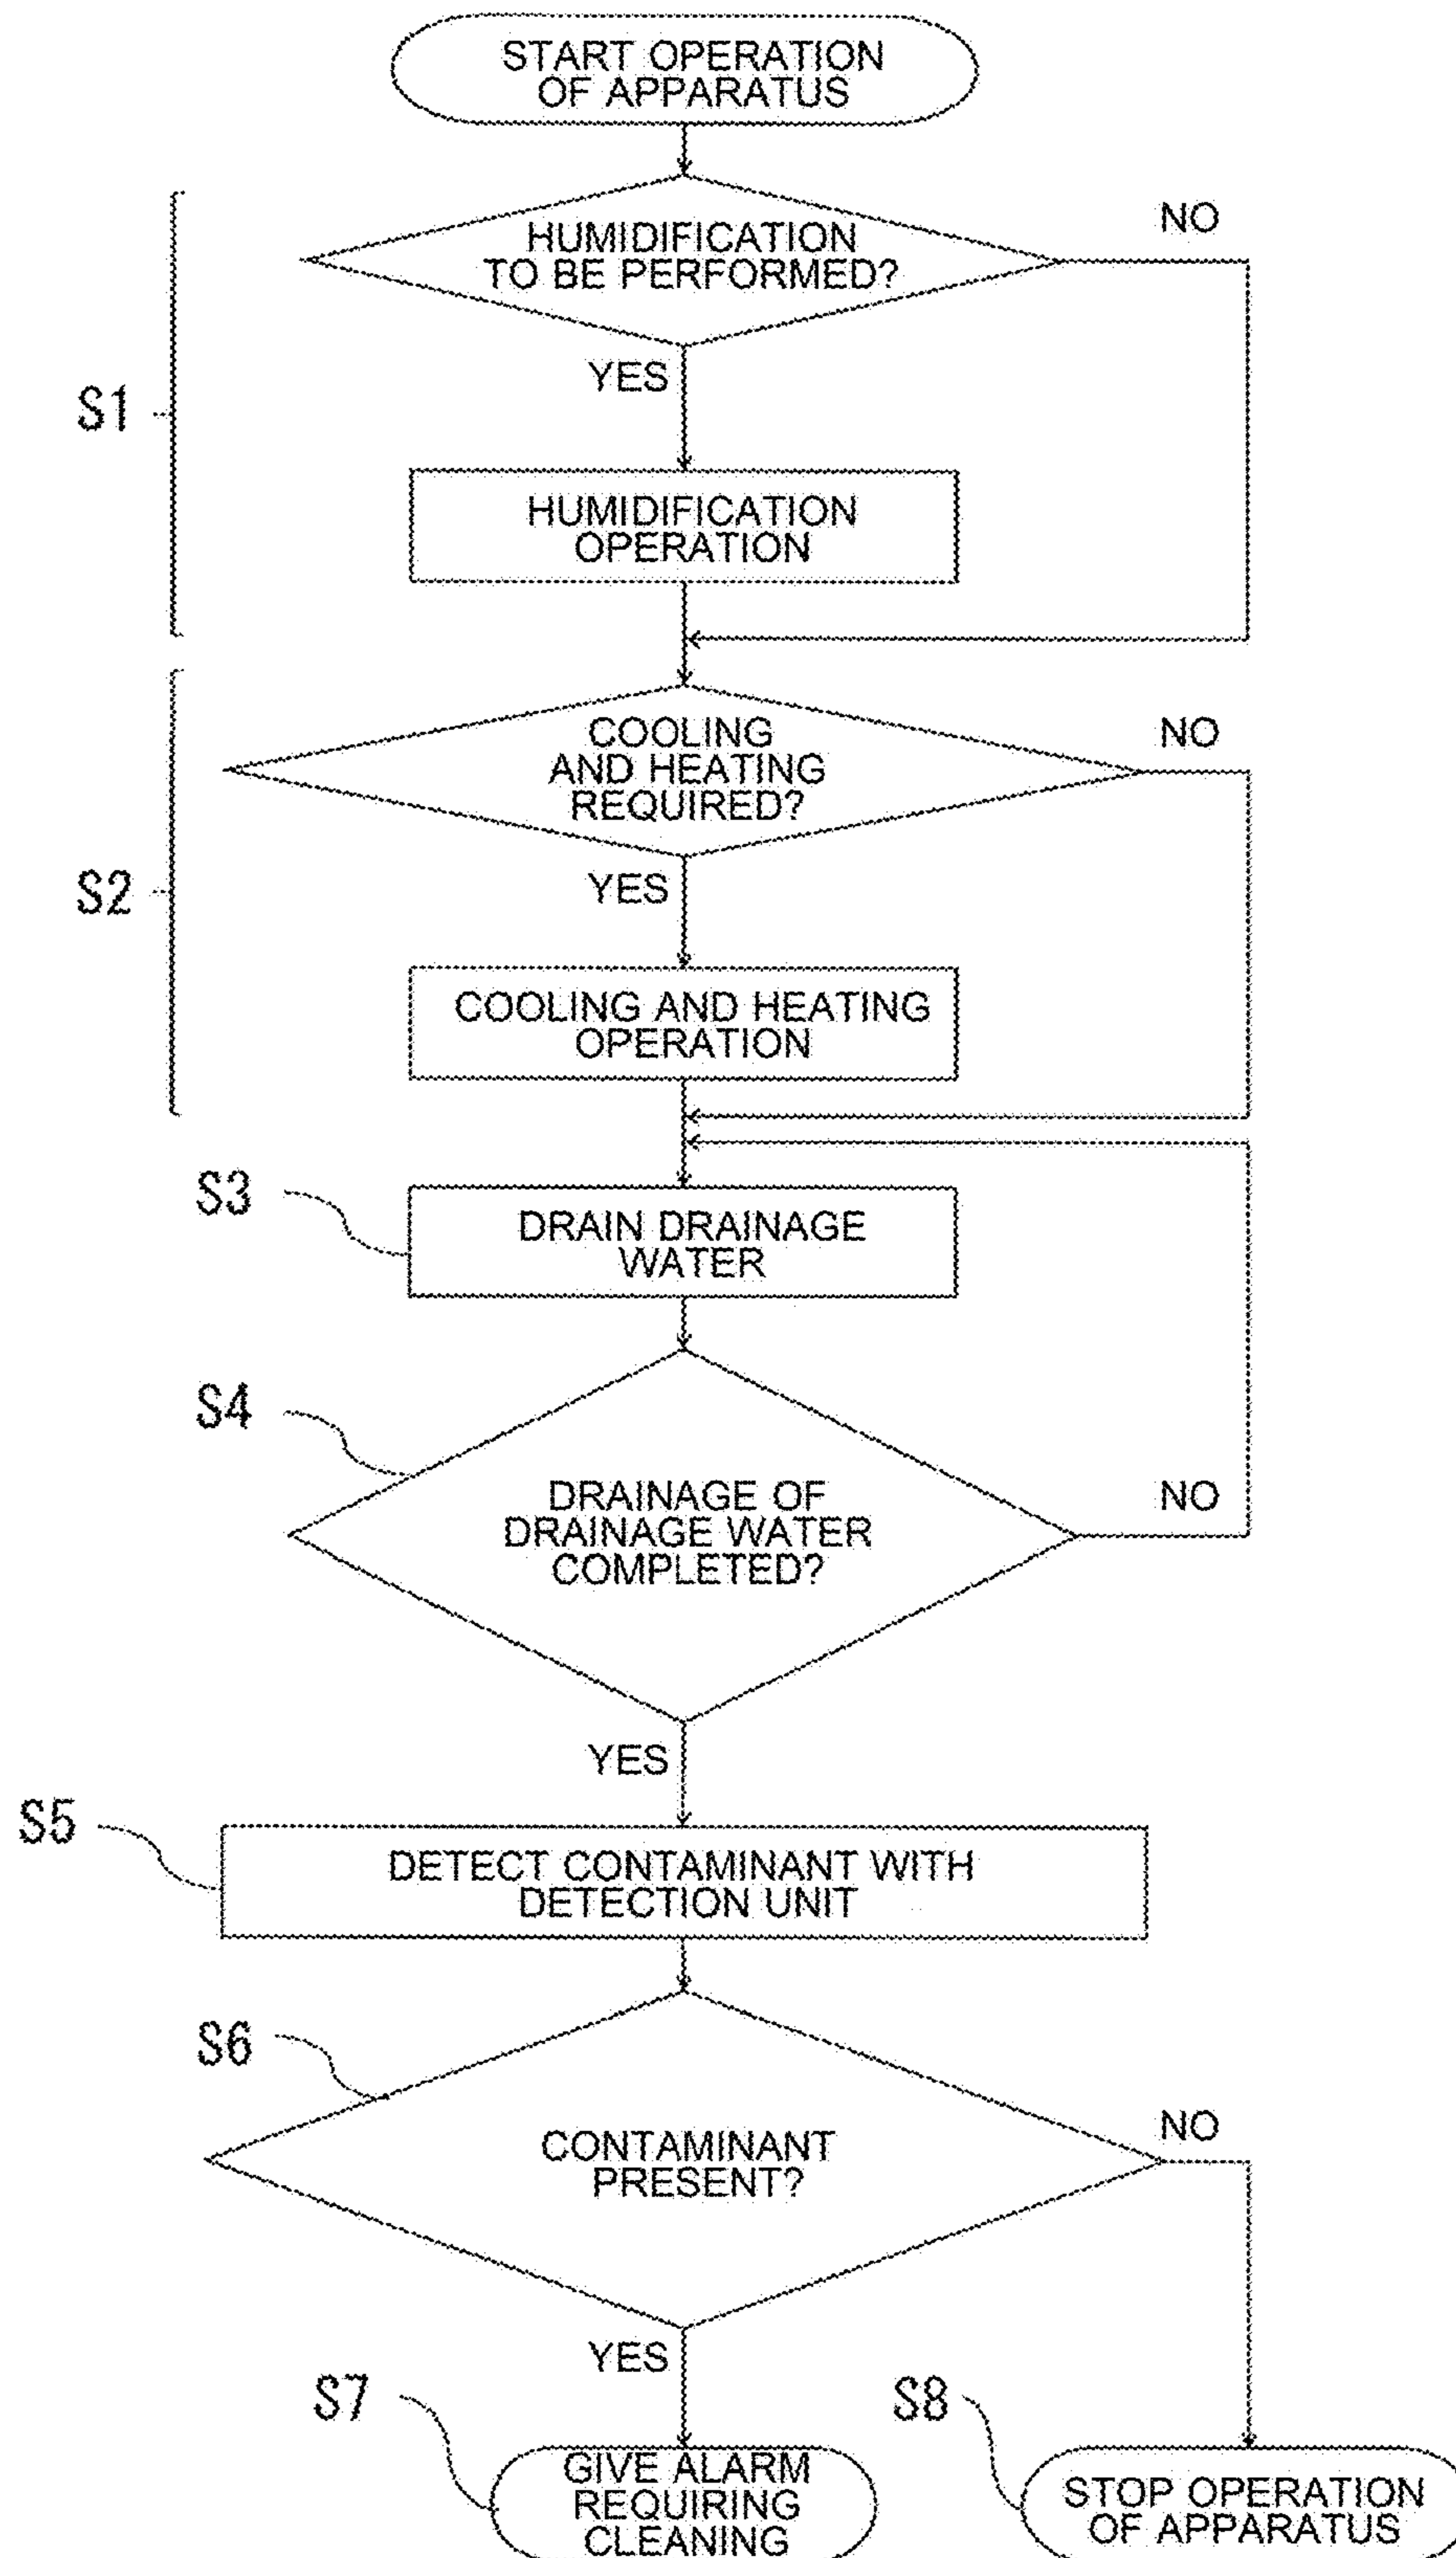 START OPERATION
OF APPARATUS
HUMIDIFICATION
TO BE PERFORMED?
NO
YES
S1
HUMIDIFICATION
OPERATION
COOLING
AND HEATING
REQUIRED?
NO
YES
S2
COOLING AND HEATING
OPERATION
S3
DRAIN DRAINAGE
WATER
S4
DRAINAGE OF
DRAINAGE WATER
COMPLETED?
NO
YES
S5
DETECT CONTAMINANT WITH
DETECTION UNIT
S6
CONTAMINANT
PRESENT?
NO
YES
S7
GIVE ALARM
REQUIRING
CLEANING
S8
STOP OPERATION
OF APPARATUS